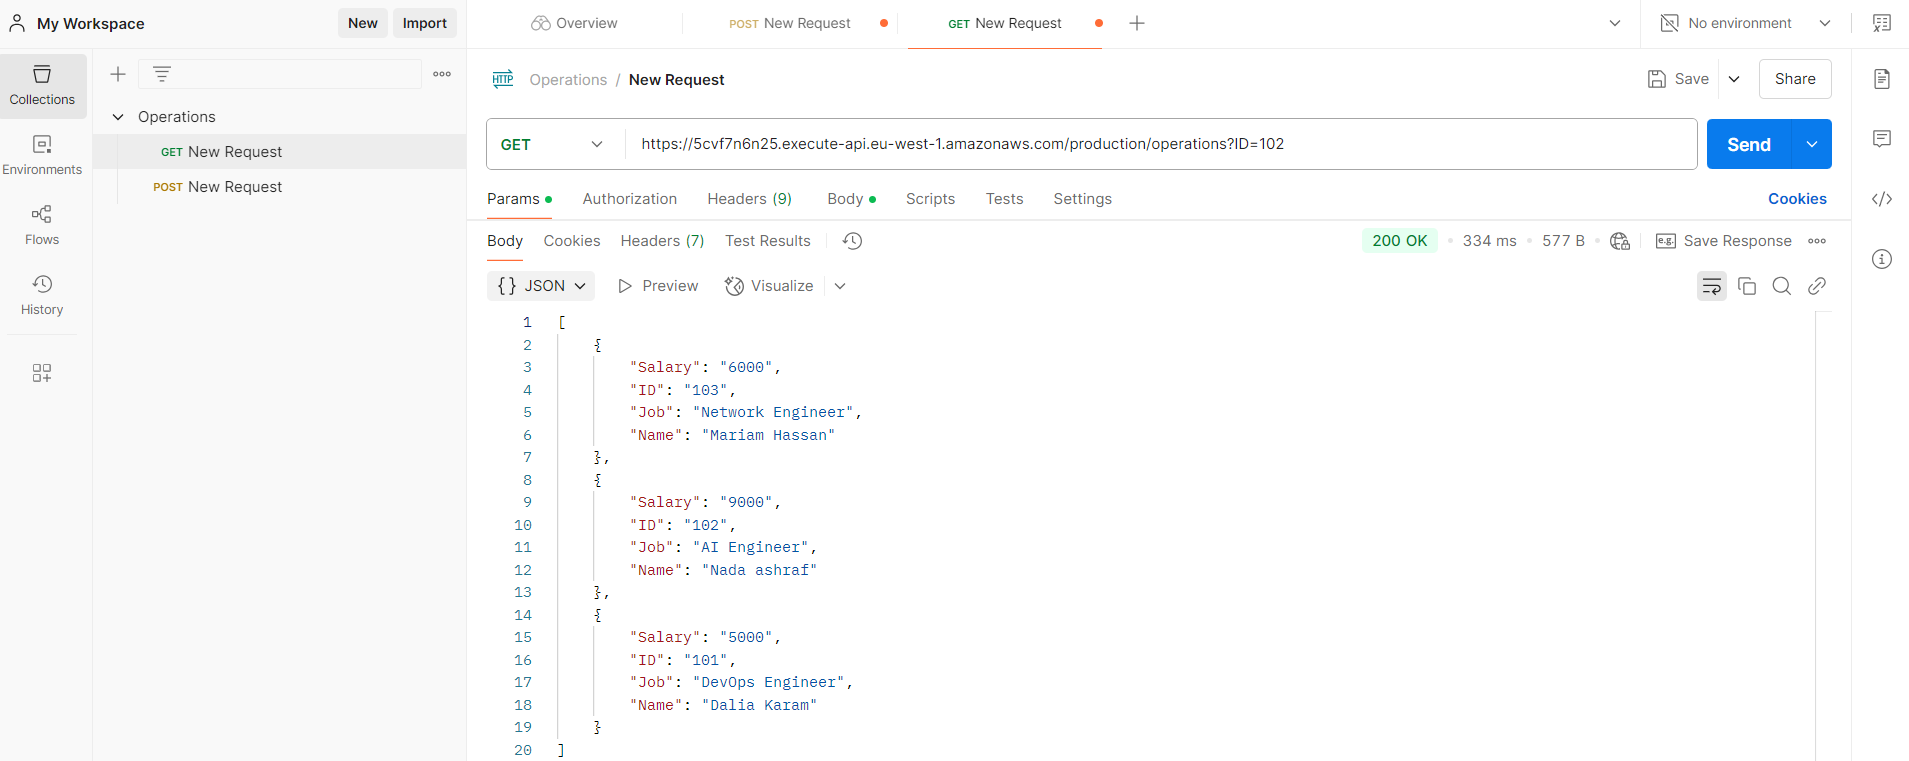 My Workspace
New
Import
Overview
POST New Request
GET New Request
No environment
Collections
Environments
Flows
History
Operations
GET New Request
POST New Request
HTTP
Operations / New Request
Save
Share
GET
https://5cvf7n6n25.execute-api.eu-west-1.amazonaws.com/production/operations?ID=102
Send
Params
Authorization
Headers (9)
Body
Scripts
Tests
Settings
Cookies
Body
Cookies
Headers (7)
Test Results
200 OK
334 ms
577 B
e.g.
Save Response
{} JSON
Preview
Visualize
1 [
2 {
3 "Salary": "6000",
4 "ID": "103",
5 "Job": "Network Engineer",
6 "Name": "Mariam Hassan"
7 },
8 {
9 "Salary": "9000",
10 "ID": "102",
11 "Job": "AI Engineer",
12 "Name": "Nada ashraf"
13 },
14 {
15 "Salary": "5000",
16 "ID": "101",
17 "Job": "DevOps Engineer",
18 "Name": "Dalia Karam"
19 }
20 ]